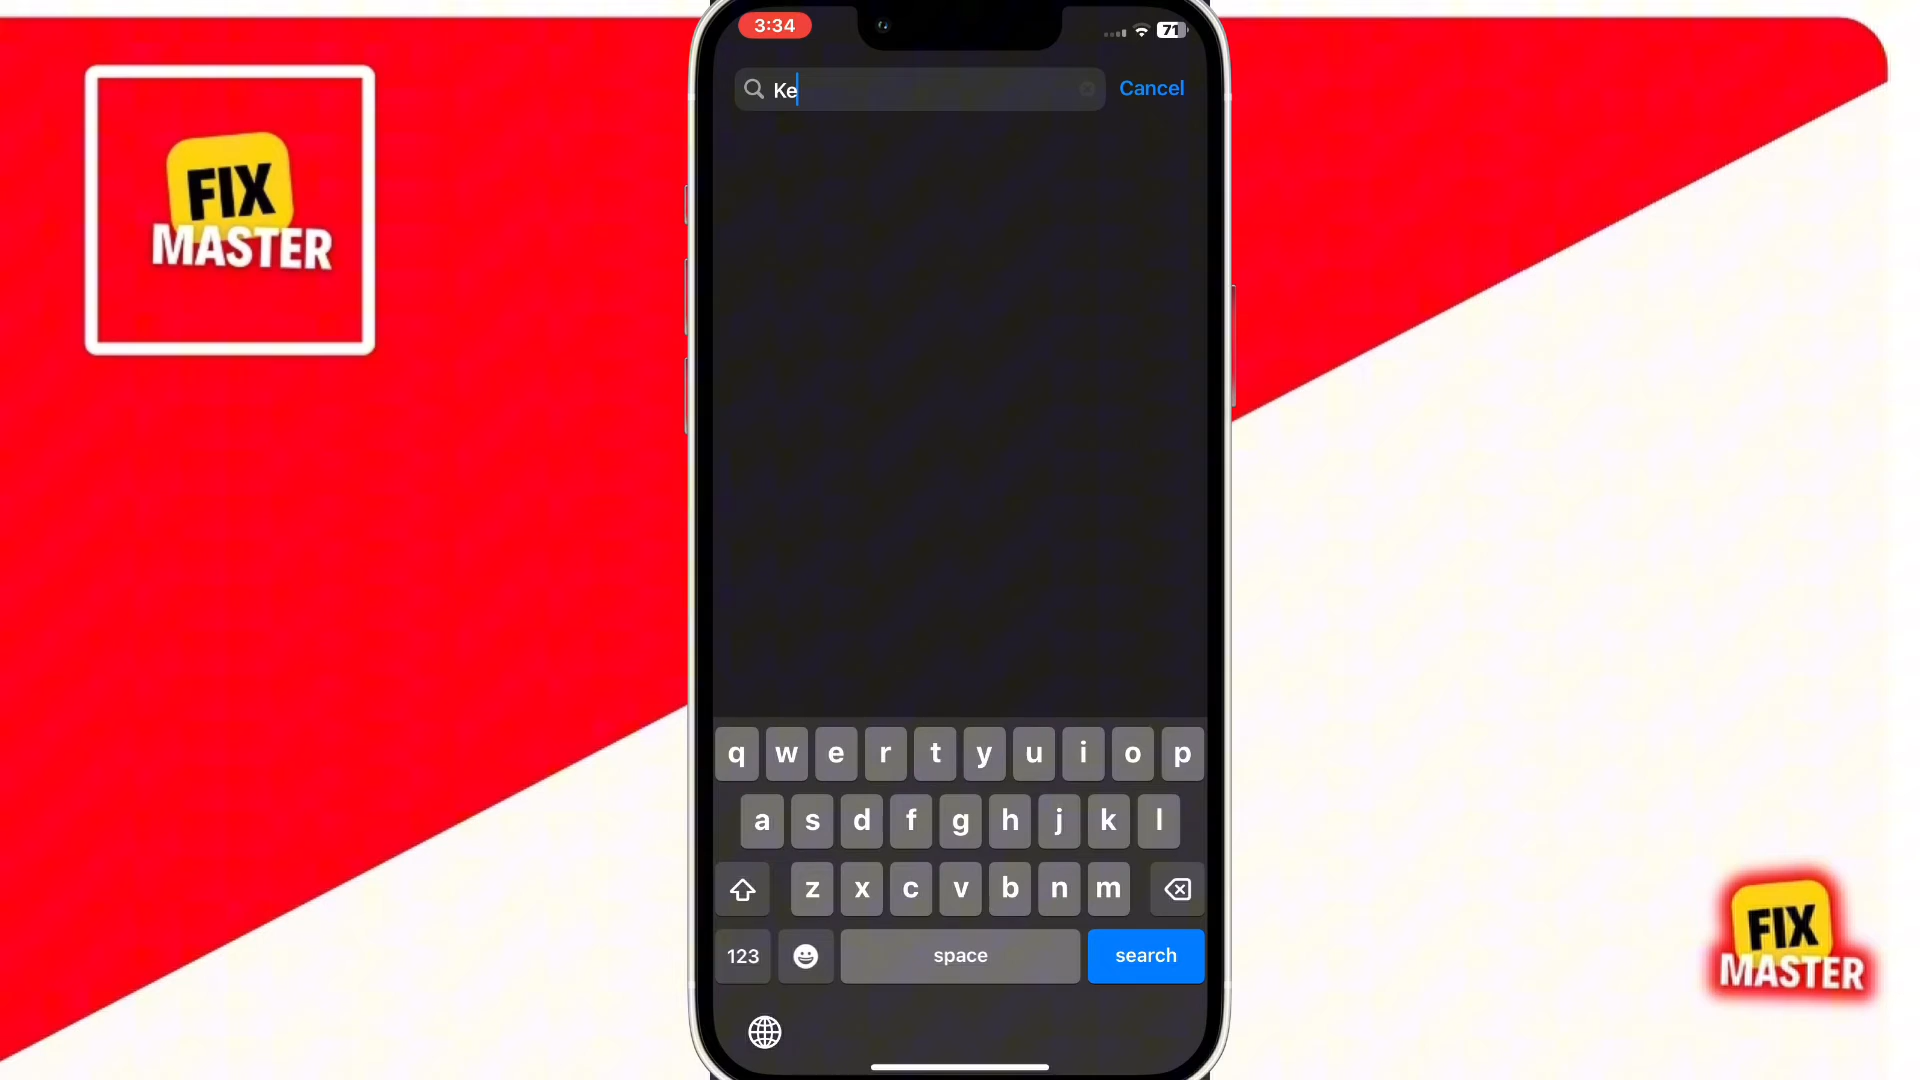 3:34
71
Ke
Cancel
FIX
MASTER
q w e r t y u i o p
a s d f g h j k l
z x c v b n m
123
space
search
FIX
MASTER